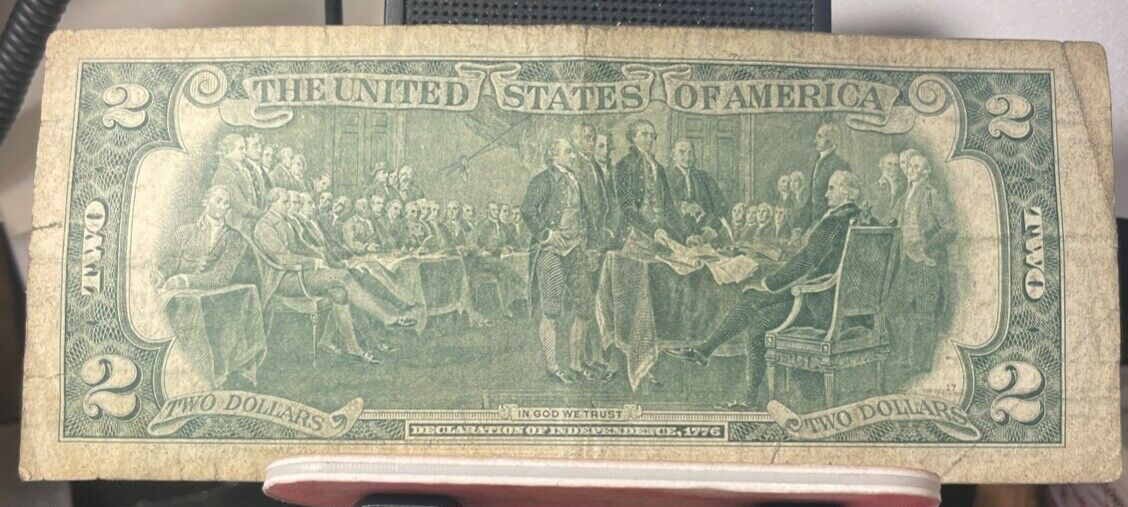 THE UNITED STATES OF AMERICA
2
2
TWO
TWO
2
2
17
TWO DOLLARS
IN GOD WE TRUST
TWO DOLLARS
DECLARATION OF INDEPENDENCE, 1776